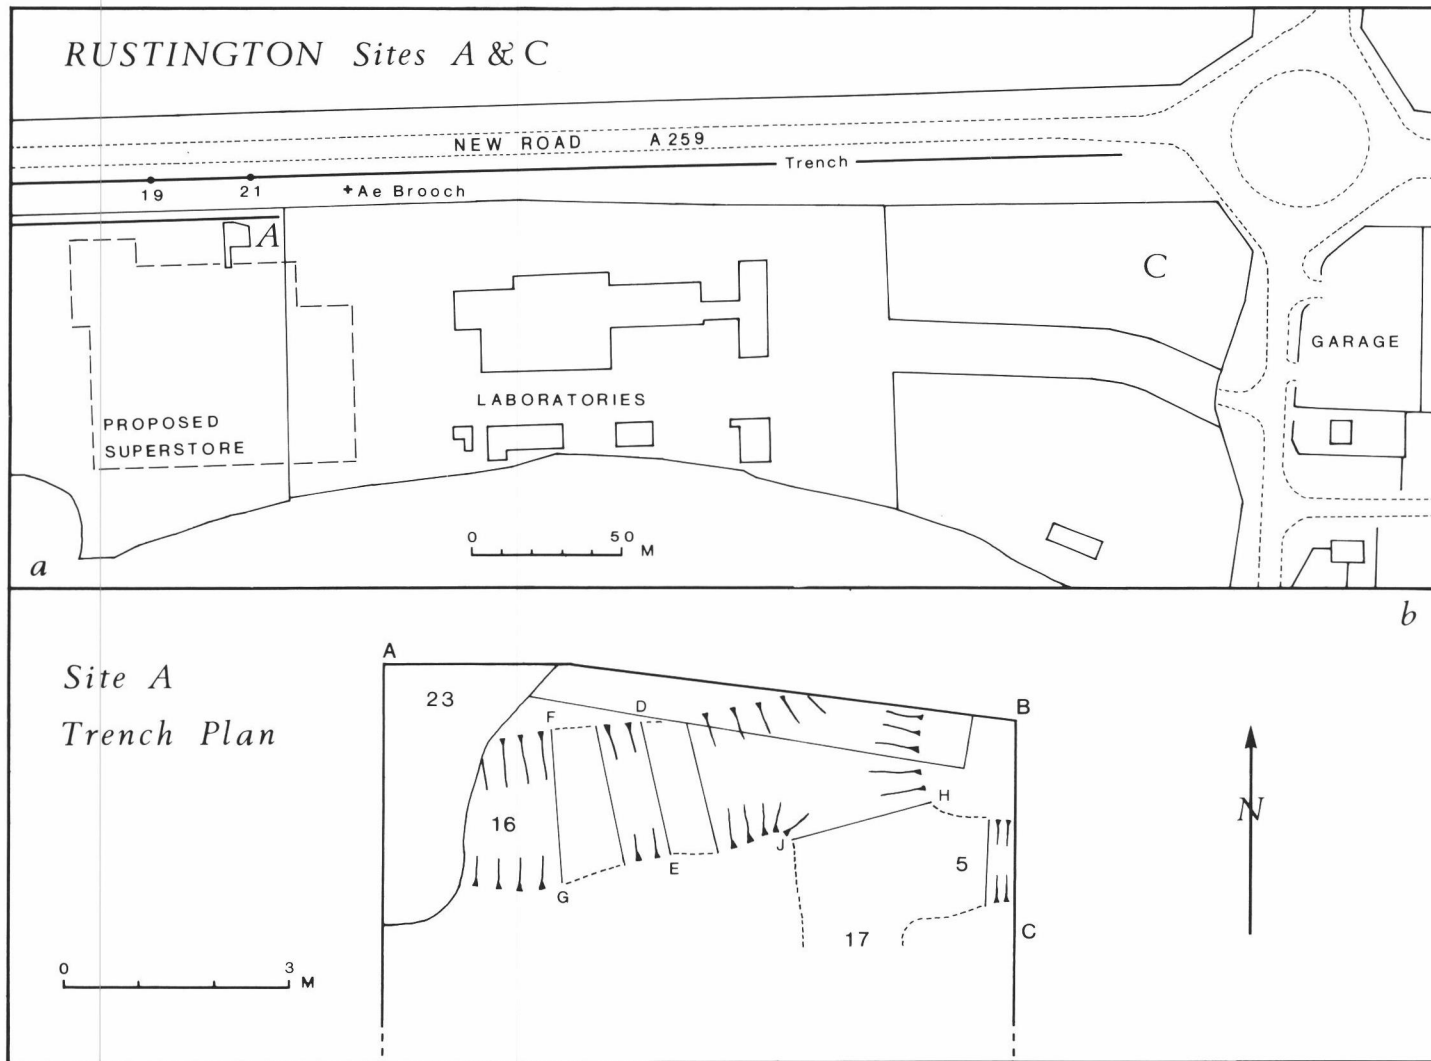 RUSTINGTON Sites A & C
NEW ROAD A 259
Trench
19
21
+ Ae Brooch
A
C
GARAGE
LABORATORIES
PROPOSED
SUPERSTORE
0 50 M
a
b
Site A
Trench Plan
A
23
B
F
D
16
H
J
5
E
G
17
C
N
0 3 M